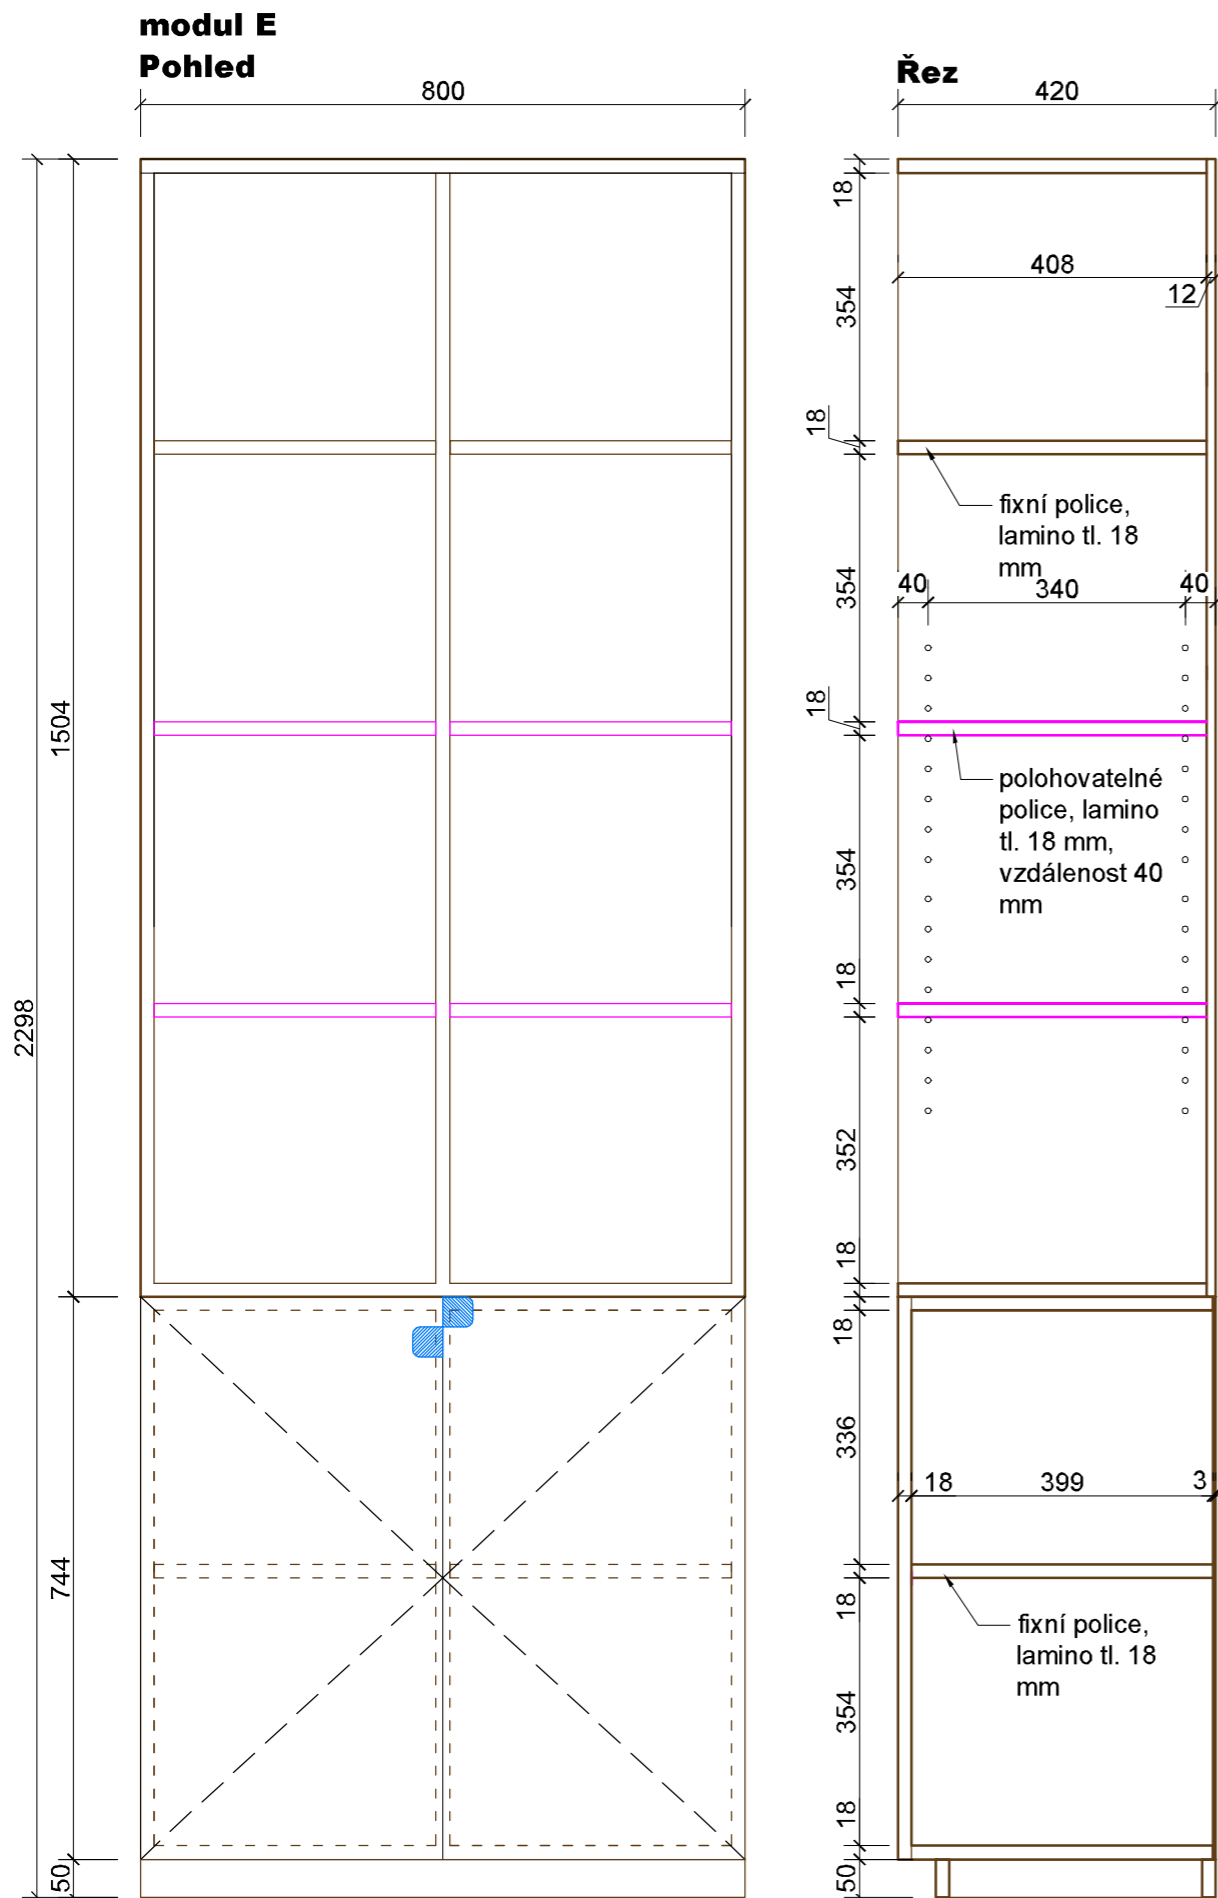 modul E
Pohled
Řez
800
420
18
408
12
354
18
fixní police,
lamino tl. 18
mm
40
340
40
354
18
1504
polohovatelné
police, lamino
tl. 18 mm,
vzdálenost 40
mm
354
18
2298
352
18
18
336
18
399
3
744
18
fixní police,
lamino tl. 18
mm
354
18
50
50